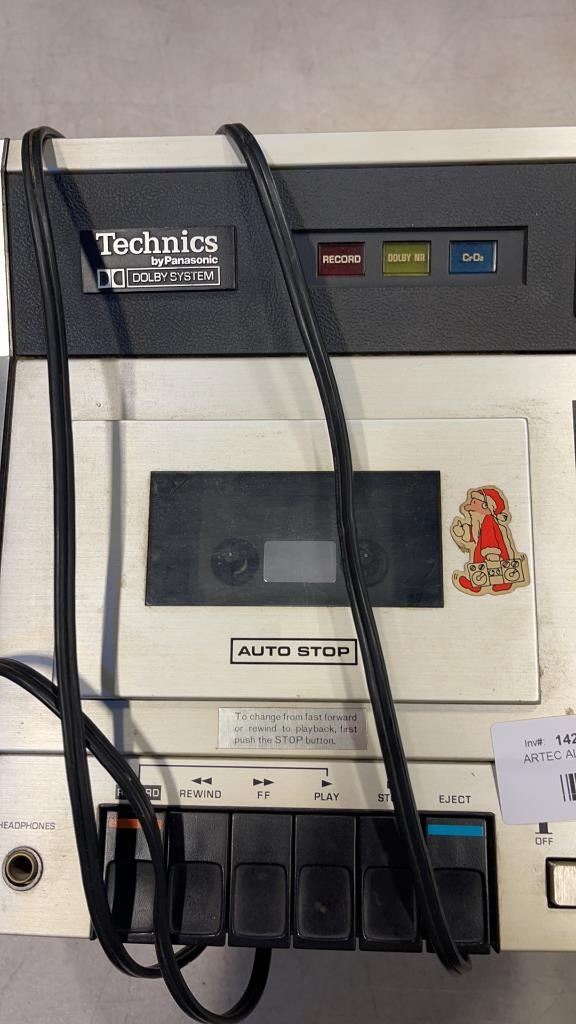 Technics
by Panasonic
DOLBY SYSTEM
RECORD
DOLBY NR
CrO₂
AUTO STOP
To change from fast forward
or rewind to playback, first
push the STOP button.
Inv#: 142
ARTEC
REWIND
FF
PLAY
EJECT
HEADPHONES
OFF